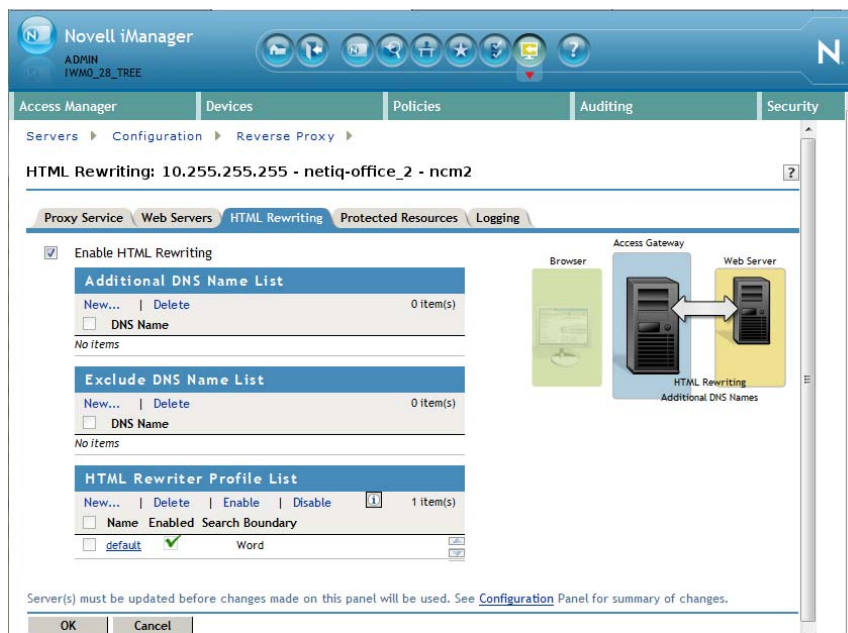 Novell iManager
ADMIN
IWMO_28_TREE
N
Access Manager Devices Policies Auditing Security
Servers Configuration Reverse Proxy
HTML Rewriting: 10.255.255.255 - netiq-office_2 - ncm2
?
Proxy Service Web Servers HTML Rewriting Protected Resources Logging
Enable HTML Rewriting
Additional DNS Name List
New... | Delete 0 item(s)
DNS Name
No items
Exclude DNS Name List
New... | Delete 0 item(s)
DNS Name
No items
HTML Rewriter Profile List
New... | Delete | Enable | Disable i 1 item(s)
Name Enabled Search Boundary
default Word
Access Gateway
Browser Web Server
HTML Rewriting
Additional DNS Names
Server(s) must be updated before changes made on this panel will be used. See Configuration Panel for summary of changes.
OK Cancel